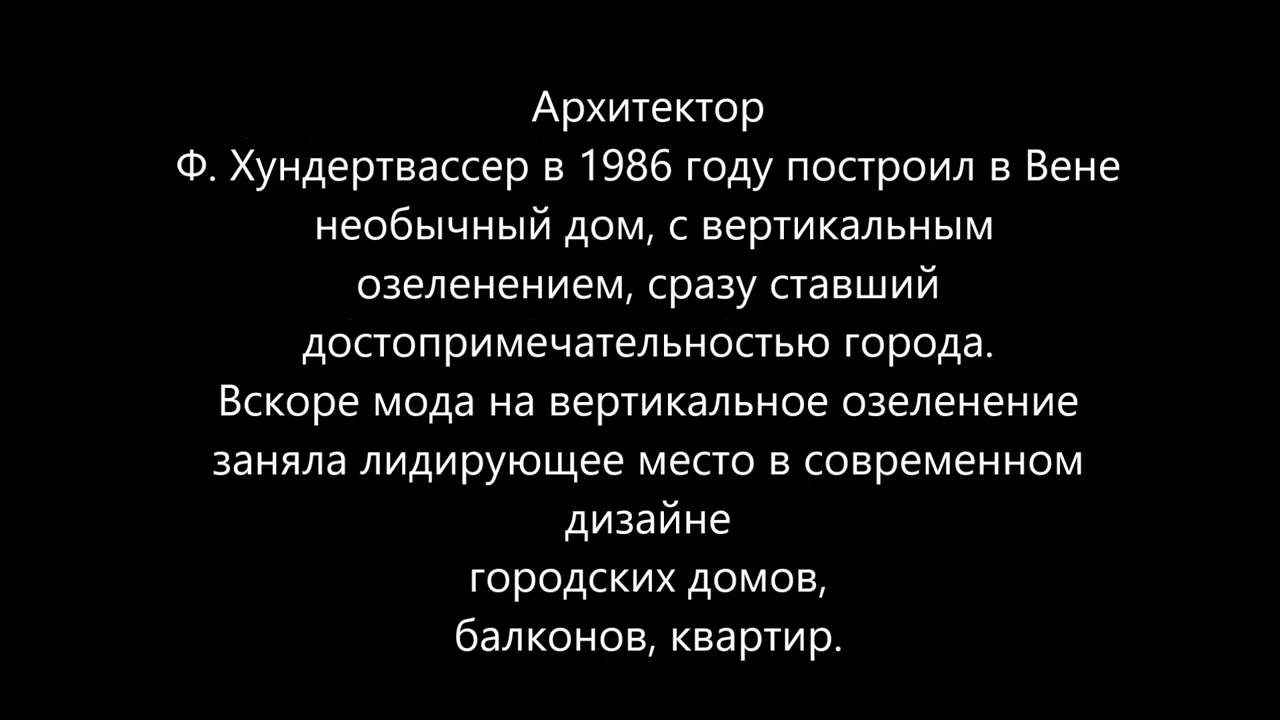 Архитектор
Ф. Хундертвассер в 1986 году построил в Вене
необычный дом, с вертикальным
озеленением, сразу ставший
достопримечательностью города.
Вскоре мода на вертикальное озеленение
заняла лидирующее место в современном
дизайне
городских домов,
балконов, квартир.